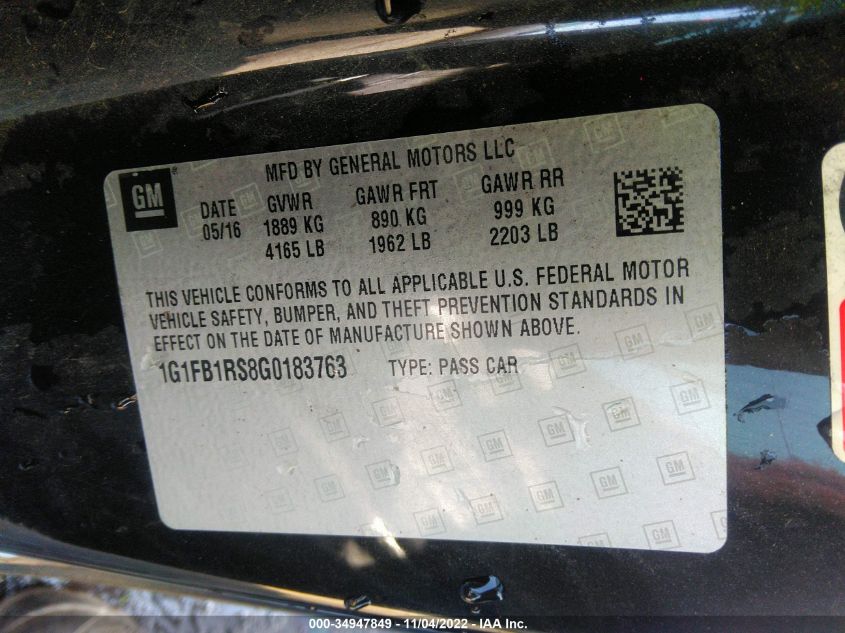 MFD BY GENERAL MOTORS LLC
GM DATE GVWR GAWR FRT GAWR RR
05/16 1889 KG 890 KG 999 KG
4165 LB 1962 LB 2203 LB
THIS VEHICLE CONFORMS TO ALL APPLICABLE U.S. FEDERAL MOTOR
VEHICLE SAFETY, BUMPER, AND THEFT PREVENTION STANDARDS IN
EFFECT ON THE DATE OF MANUFACTURE SHOWN ABOVE.
1G1FB1RS8G0183763 TYPE: PASS CAR
000-34947849 - 11/04/2022 - IAA Inc.